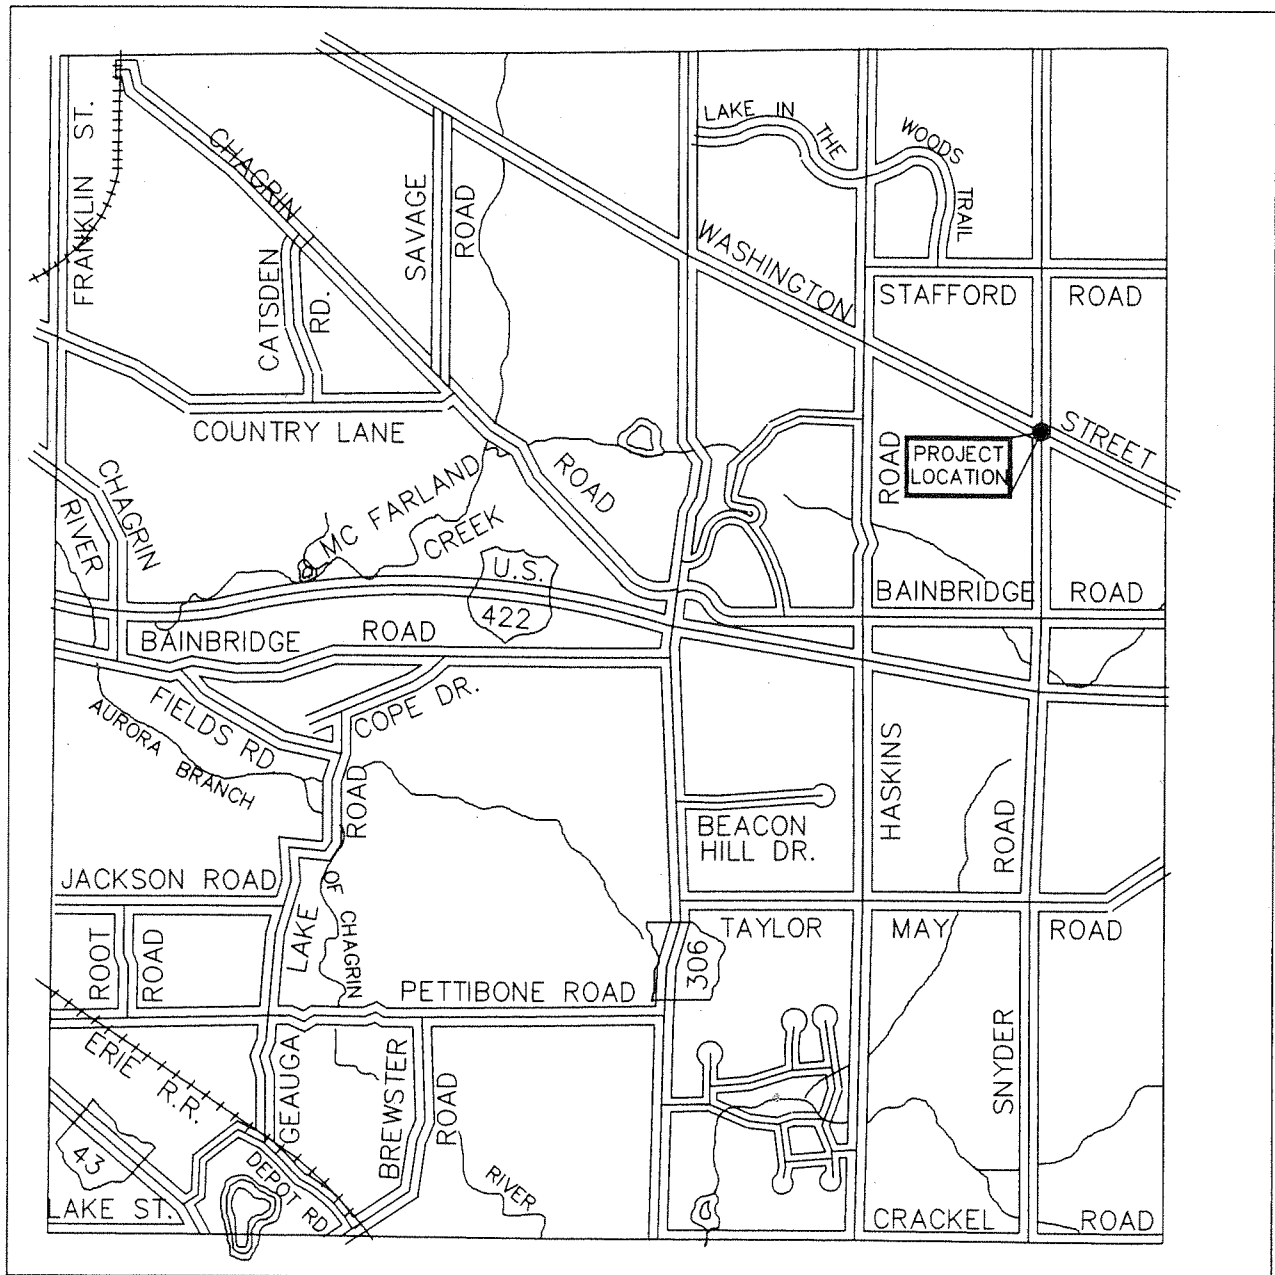 LAKE IN THE WOODS TRAIL
FRANKLIN ST.
CHAGRIN
SAVAGE
ROAD
WASHINGTON
STREET
CATSDEN
RD.
STAFFORD ROAD
COUNTRY LANE
ROAD
ROAD
PROJECT
LOCATION
CHAGRIN
RIVER
MC FARLAND
CREEK
U.S.
422
BAINBRIDGE ROAD
BAINBRIDGE ROAD
FIELDS RD
COPE DR.
AURORA
BRANCH
HASKINS
ROAD
BEACON
HILL DR.
ROAD
JACKSON ROAD
LAKE
OF
CHAGRIN
TAYLOR MAY ROAD
ROOT
ROAD
306
PETTIBONE ROAD
SNYDER
ERIE R.R.
GEAUGA
BREWSTER
ROAD
43
LAKE ST.
DEPOT RD
RIVER
CRACKEL ROAD